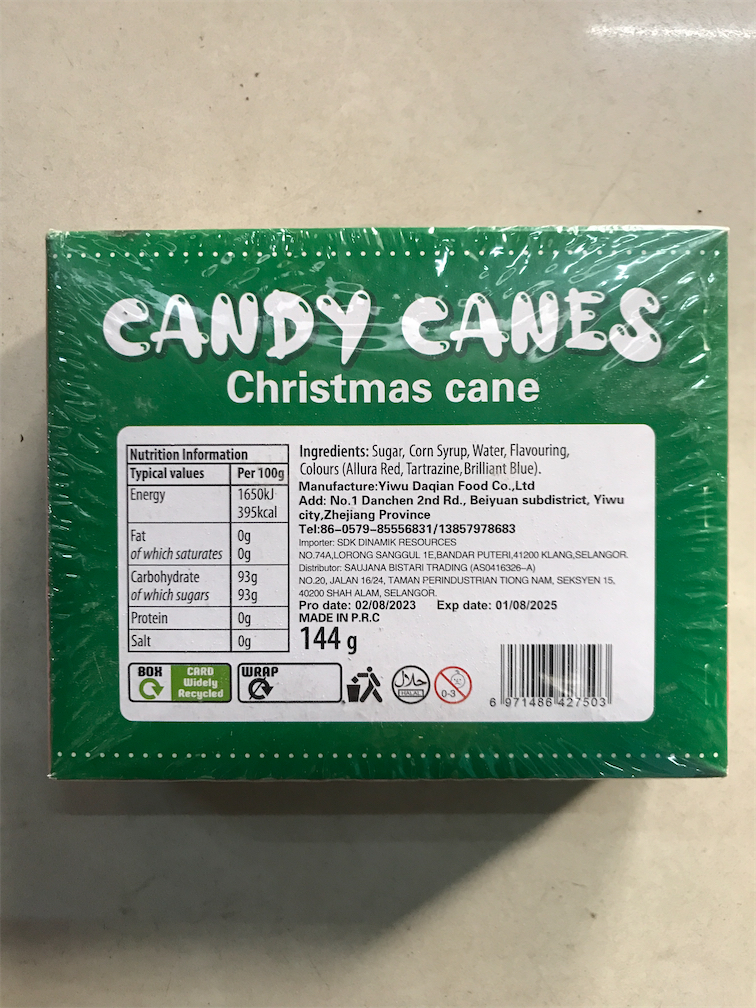 CANDY CANES
Christmas cane
Nutrition Information
Typical values Per 100g
Energy 1650kJ
395kcal
Fat 0g
of which saturates 0g
Carbohydrate 93g
of which sugars 93g
Protein 0g
Salt 0g
Ingredients: Sugar, Corn Syrup, Water, Flavouring,
Colours (Allura Red, Tartrazine, Brilliant Blue).
Manufacture:Yiwu Daqian Food Co.,Ltd
Add: No.1 Danchen 2nd Rd., Beiyuan subdistrict, Yiwu
city,Zhejiang Province
Tel:86-0579-85556831/13857978683
Importer: SDK DINAMIK RESOURCES
NO.74A,LORONG SANGGUL 1E,BANDAR PUTERI,41200 KLANG,SELANGOR.
Distributor: SAUJANA BISTARI TRADING (AS0416326-A)
NO.20, JALAN 16/24, TAMAN PERINDUSTRIAN TIONG NAM, SEKSYEN 15,
40200 SHAH ALAM, SELANGOR.
Pro date: 02/08/2023 Exp date: 01/08/2025
MADE IN P.R.C
144 g
BOX
CARD
Widely
Recycled
WRAP
حلال
HALAL
0-3
6 971486 427503